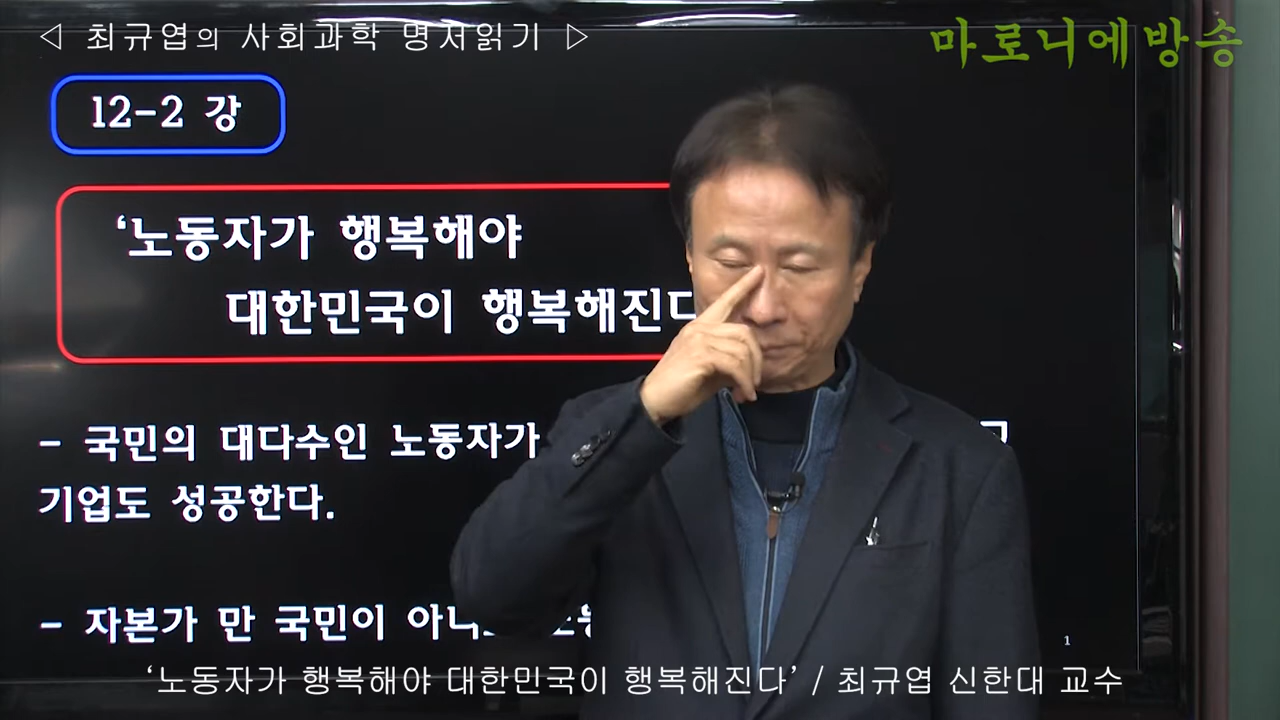 ◁ 최규엽의 사회과학 명저읽기 ▷
마로니에방송
12-2 강
‘노동자가 행복해야
대한민국이 행복해진다
- 국민의 대다수인 노동자가
기업도 성공한다.
- 자본가 만 국민이
1
‘노동자가 행복해야 대한민국이 행복해진다’ / 최규엽 신한대 교수